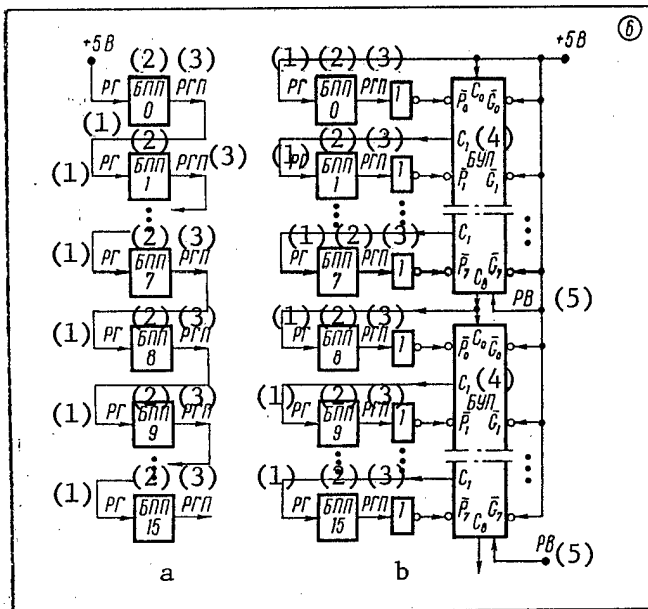 ⑥
+5В (2) (3)
РГ БПП 0 РГП
(1) (2)
(1) РГ БПП 1 РГП (3)
(2) (3)
(1) РГ БПП 7 РГП
(2) (3)
(1) РГ БПП 8 РГП
(2) (3)
(1) РГ БПП 9 РГП
(2) (3)
(1) РГ БПП 15 РГП
a
(1) (2) (3) +5В
РГ БПП 0 РГП 1 P̄₀ C₀ Ḡ₀
(1) (2) (3) C₁ (4)
РГ БПП 1 РГП 1 P̄₁ БУП Ḡ₁
(1) (2) (3) C₁
РГ БПП 7 РГП 1 P̄₇ C₈ Ḡ₇
РВ (5)
(1) (2) (3)
РГ БПП 8 РГП 1 P̄₀ C₀ Ḡ₀
(1) (2) (3) C₁ (4)
РГ БПП 9 РГП 1 P̄₁ БУП Ḡ₁
(1) (2) (3) C₁
РГ БПП 15 РГП 1 P̄₇ C₈ Ḡ₇
РВ (5)
b